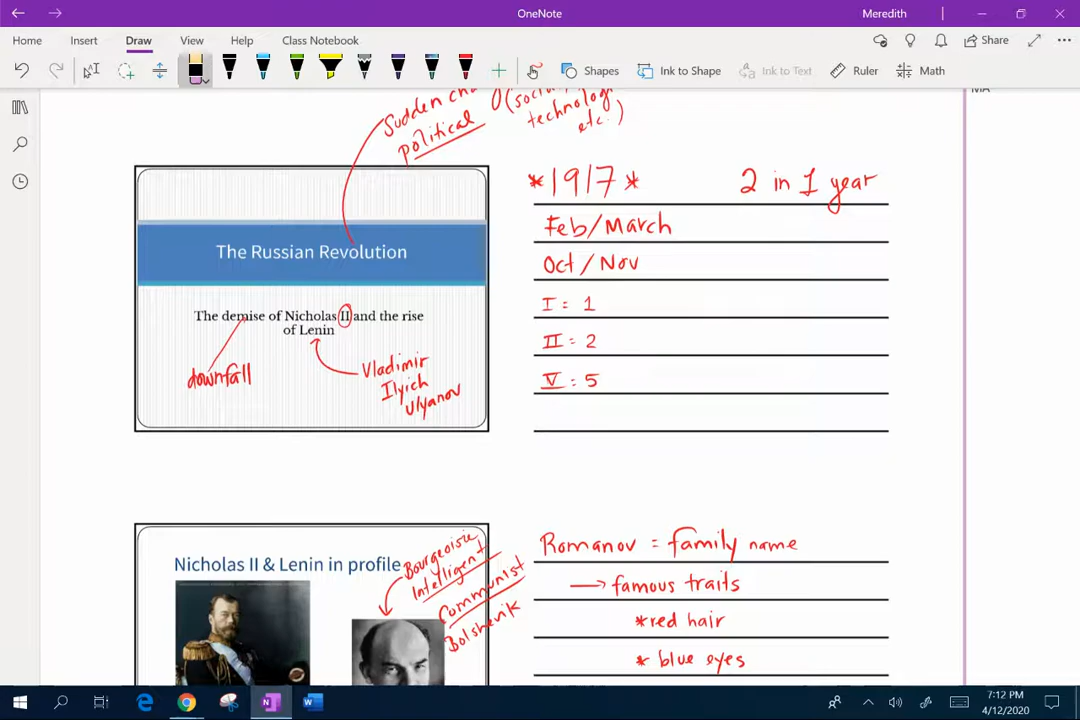 OneNote
Meredith
Home Insert Draw View Help Class Notebook
Share
Shapes Ink to Shape Ink to Text Ruler Math
MA
Sudden
political
technolog
etc.)
The Russian Revolution
The demise of Nicholas II and the rise
of Lenin
downfall
Vladimir
Ilyich
Ulyanov
*1917* 2 in 1 year
Feb/March
Oct/Nov
I = 1
II = 2
V = 5
Nicholas II & Lenin in profile
Bourgeoisie
Intelligent
Communist
Bolshevik
Romanov = family name
→ famous traits
*red hair
* blue eyes
7:12 PM
4/12/2020